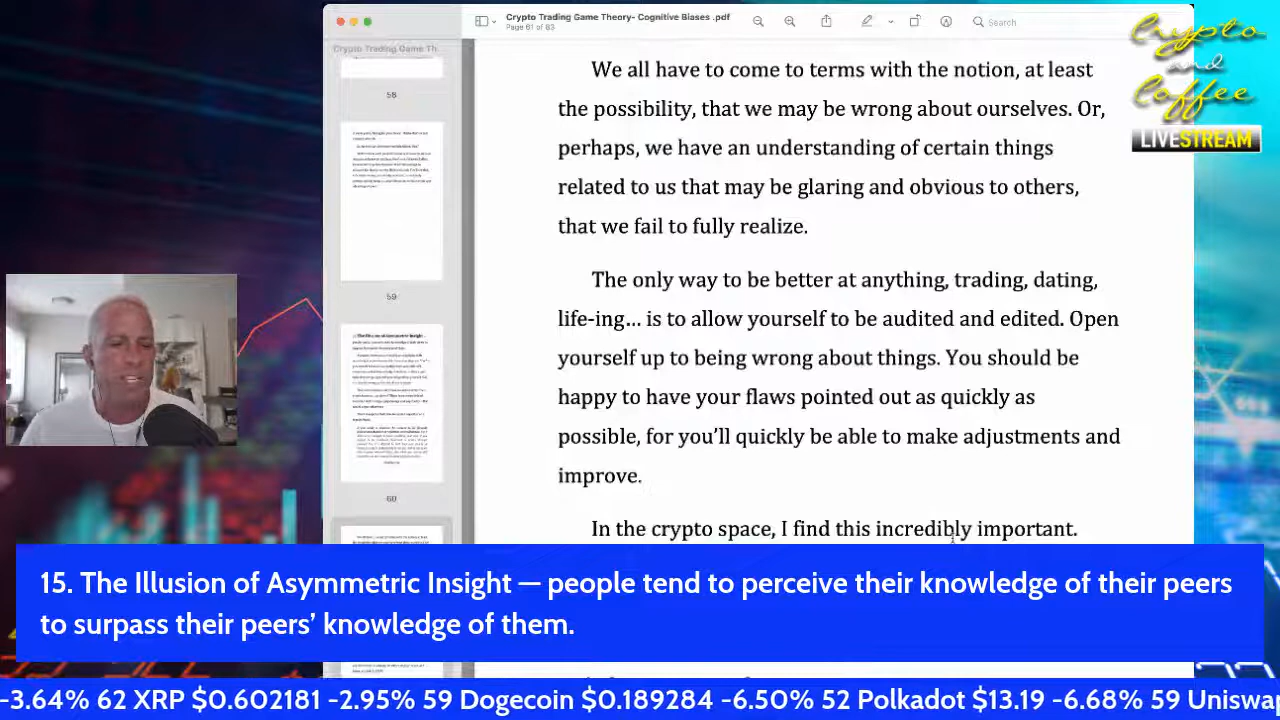 Crypto Trading Game Theory- Cognitive Biases .pdf
Page 61 of 83
Search
Crypto Trading Game Th
58
59
60
Crypto
and
Coffee
LIVESTREAM
We all have to come to terms with the notion, at least
the possibility, that we may be wrong about ourselves. Or,
perhaps, we have an understanding of certain things
related to us that may be glaring and obvious to others,
that we fail to fully realize.
The only way to be better at anything, trading, dating,
life-ing… is to allow yourself to be audited and edited. Open
yourself up to being wrong about things. You should be
happy to have your flaws pointed out as quickly as
possible, for you'll quickly be able to make adjustments and
improve.
In the crypto space, I find this incredibly important.
15. The Illusion of Asymmetric Insight — people tend to perceive their knowledge of their peers
to surpass their peers’ knowledge of them.
-3.64% 62 XRP $0.602181 -2.95% 59 Dogecoin $0.189284 -6.50% 52 Polkadot $13.19 -6.68% 59 Uniswap